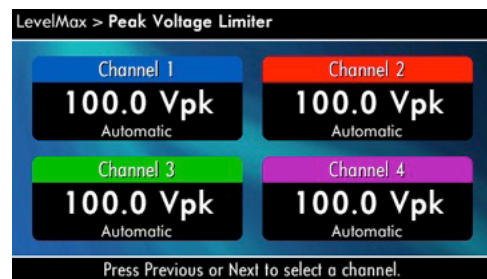 LevelMax > Peak Voltage Limiter
Channel 1
100.0 Vpk
Automatic
Channel 2
100.0 Vpk
Automatic
Channel 3
100.0 Vpk
Automatic
Channel 4
100.0 Vpk
Automatic
Press Previous or Next to select a channel.